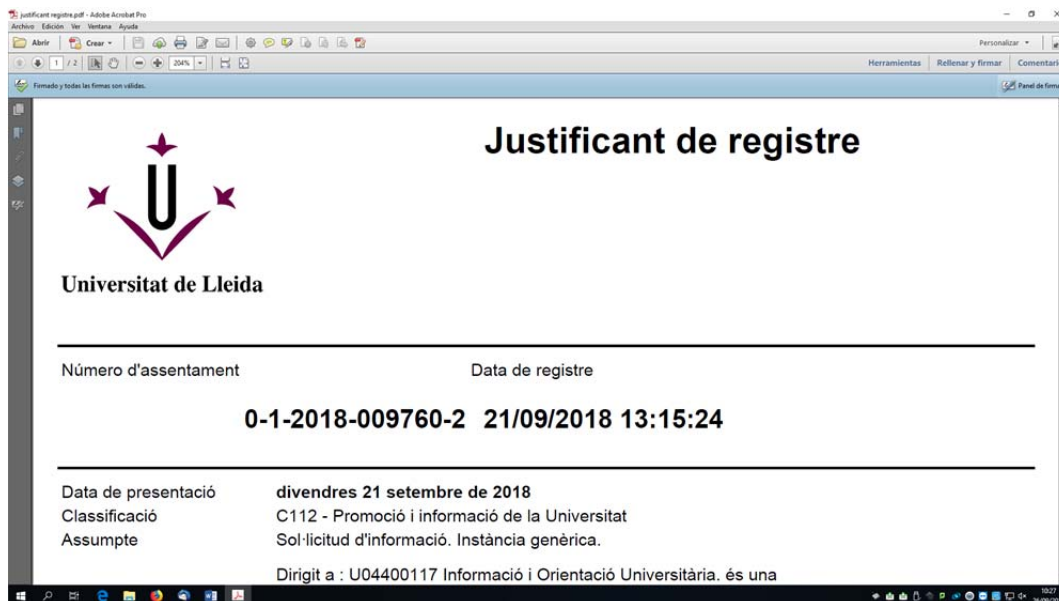 justificant registre.pdf - Adobe Acrobat Pro
Archivo Edición Ver Ventana Ayuda
Abrir Crear Personalizar
1 / 2 204% Herramientas Rellenar y firmar Comentari
Firmado y todas las firmas son válidas. Panel de firma
Justificant de registre
U
Universitat de Lleida
Número d'assentament Data de registre
0-1-2018-009760-2 21/09/2018 13:15:24
Data de presentació divendres 21 setembre de 2018
Classificació C112 - Promoció i informació de la Universitat
Assumpte Sol·licitud d'informació. Instància genèrica.
Dirigit a : U04400117 Informació i Orientació Universitària. és una
10:27